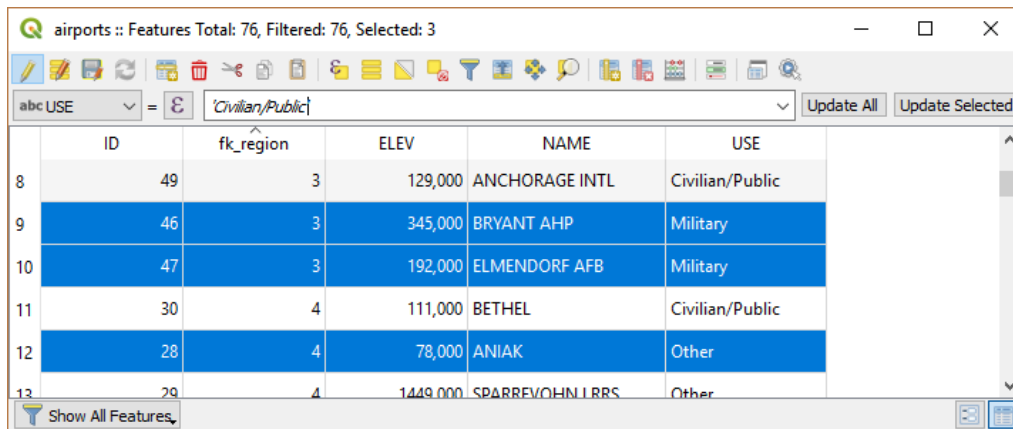 airports :: Features Total: 76, Filtered: 76, Selected: 3
abc USE = ε 'Civilian/Public' Update All Update Selected
ID fk_region ELEV NAME USE
8 49 3 129,000 ANCHORAGE INTL Civilian/Public
9 46 3 345,000 BRYANT AHP Military
10 47 3 192,000 ELMENDORF AFB Military
11 30 4 111,000 BETHEL Civilian/Public
12 28 4 78,000 ANIAK Other
13 29 4 1449,000 SPARREVOHN LRRS Other
Show All Features